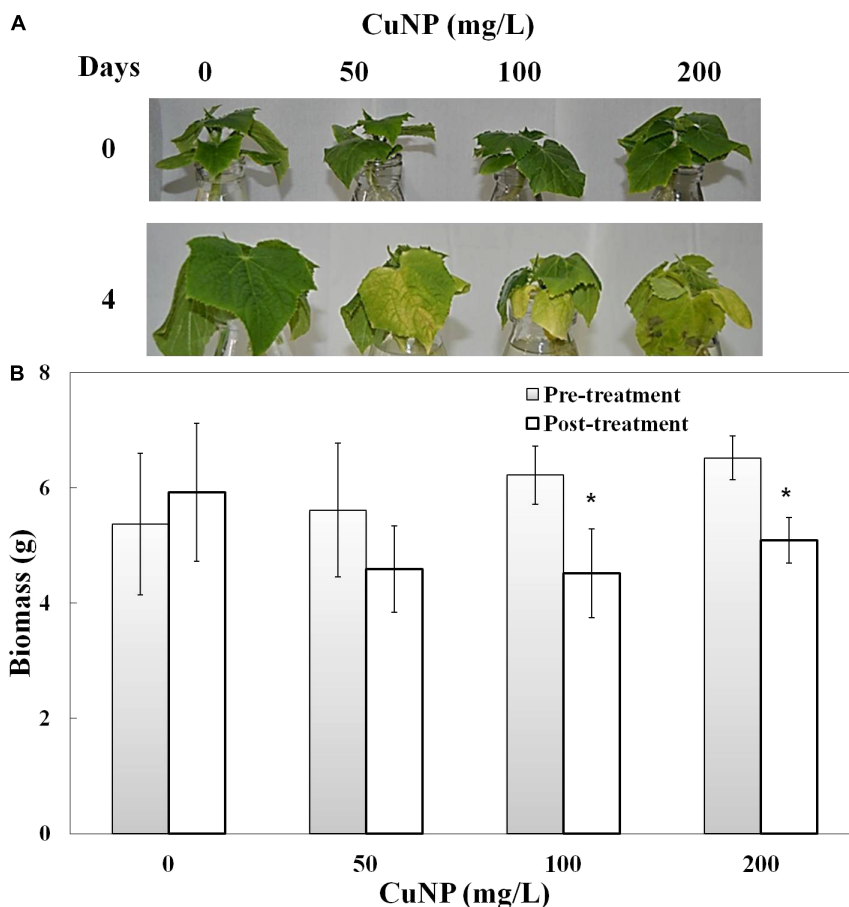 A
CuNP (mg/L)
Days 0 50 100 200
0
4
B
8
Pre-treatment
Post-treatment
6
*
*
4
2
0
Biomass (g)
0 50 100 200
CuNP (mg/L)